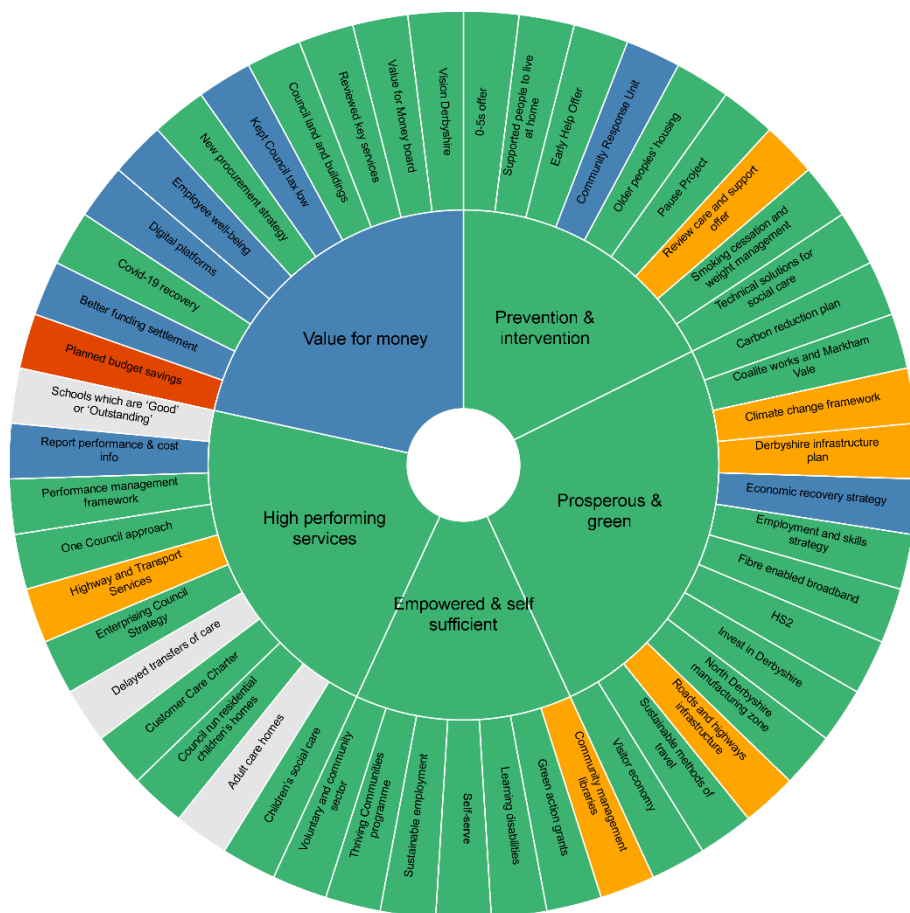 Vision Derbyshire
0-5s offer
Supported people to live
at home
Early Help Offer
Community Response Unit
Older peoples' housing
Pause Project
Review care and support
offer
Smoking cessation and
weight management
Technical solutions for
social care
Carbon reduction plan
Coalite works and Markham
Vale
Climate change framework
Derbyshire infrastructure
plan
Economic recovery strategy
Employment and skills
strategy
Fibre enabled broadband
HS2
Invest in Derbyshire
North Derbyshire
manufacturing zone
Roads and highways
infrastructure
Sustainable methods of
travel
Visitor economy
Community management
libraries
Green action grants
Learning disabilities
Self-serve
Sustainable employment
Thriving Communities
programme
Voluntary and community
sector
Children's social care
Adult care homes
Council run residential
children's homes
Customer Care Charter
Delayed transfers of care
Enterprising Council
Strategy
Highway and Transport
Services
One Council approach
Performance management
framework
Report performance & cost
info
Schools which are ‘Good’
or ‘Outstanding’
Planned budget savings
Better funding settlement
Covid-19 recovery
Digital platforms
Employee well-being
New procurement strategy
Kept Council tax low
Council land and buildings
Reviewed key services
Value for Money board
Value for money
Prevention &
intervention
Prosperous &
green
Empowered & self
sufficient
High performing
services